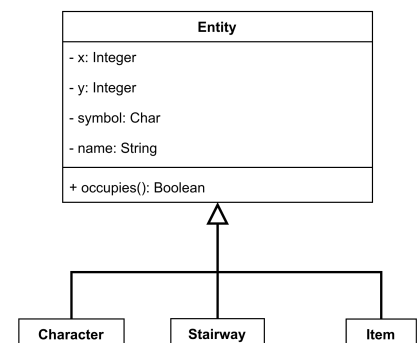 Entity
- x: Integer
- y: Integer
- symbol: Char
- name: String
+ occupies(): Boolean
Character
Stairway
Item